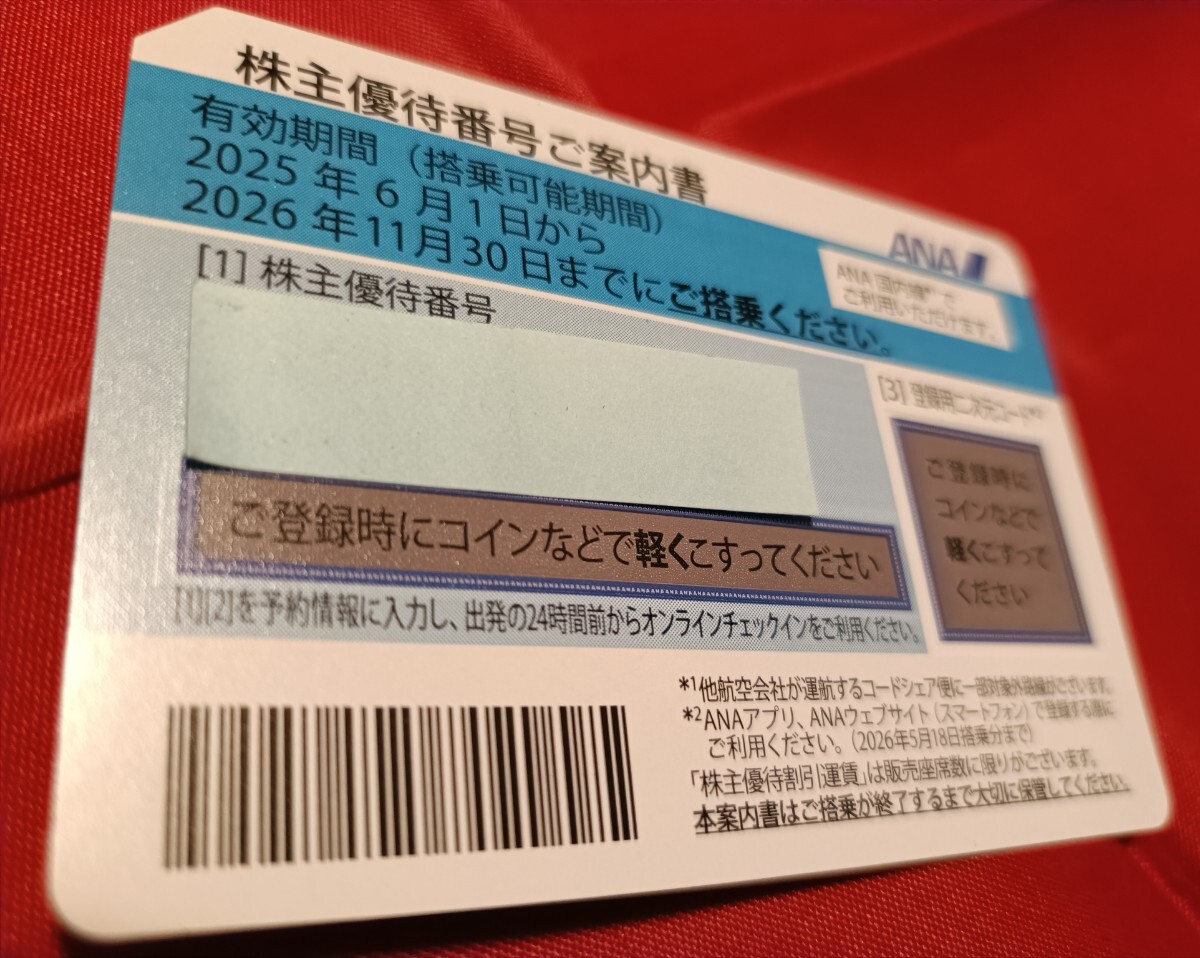 株主優待番号ご案内書
有効期間（搭乗可能期間）
2025年6月1日から
2026年11月30日までにご搭乗ください。
ANA
ANA国内線*¹で
ご利用いただけます。
[1] 株主優待番号
[3] 登録用二次元コード*²
ご登録時にコインなどで軽くこすってください
ご登録時に
コインなどで
軽くこすって
ください
[1][2]を予約情報に入力し、出発の24時間前からオンラインチェックインをご利用ください。
*¹他航空会社が運航するコードシェア便に一部対象外路線がございます。
*²ANAアプリ、ANAウェブサイト（スマートフォン）で登録する際に
ご利用ください。（2026年5月18日搭乗分まで）
「株主優待割引運賃」は販売座席数に限りがございます。
本案内書はご搭乗が終了するまで大切に保管してください。